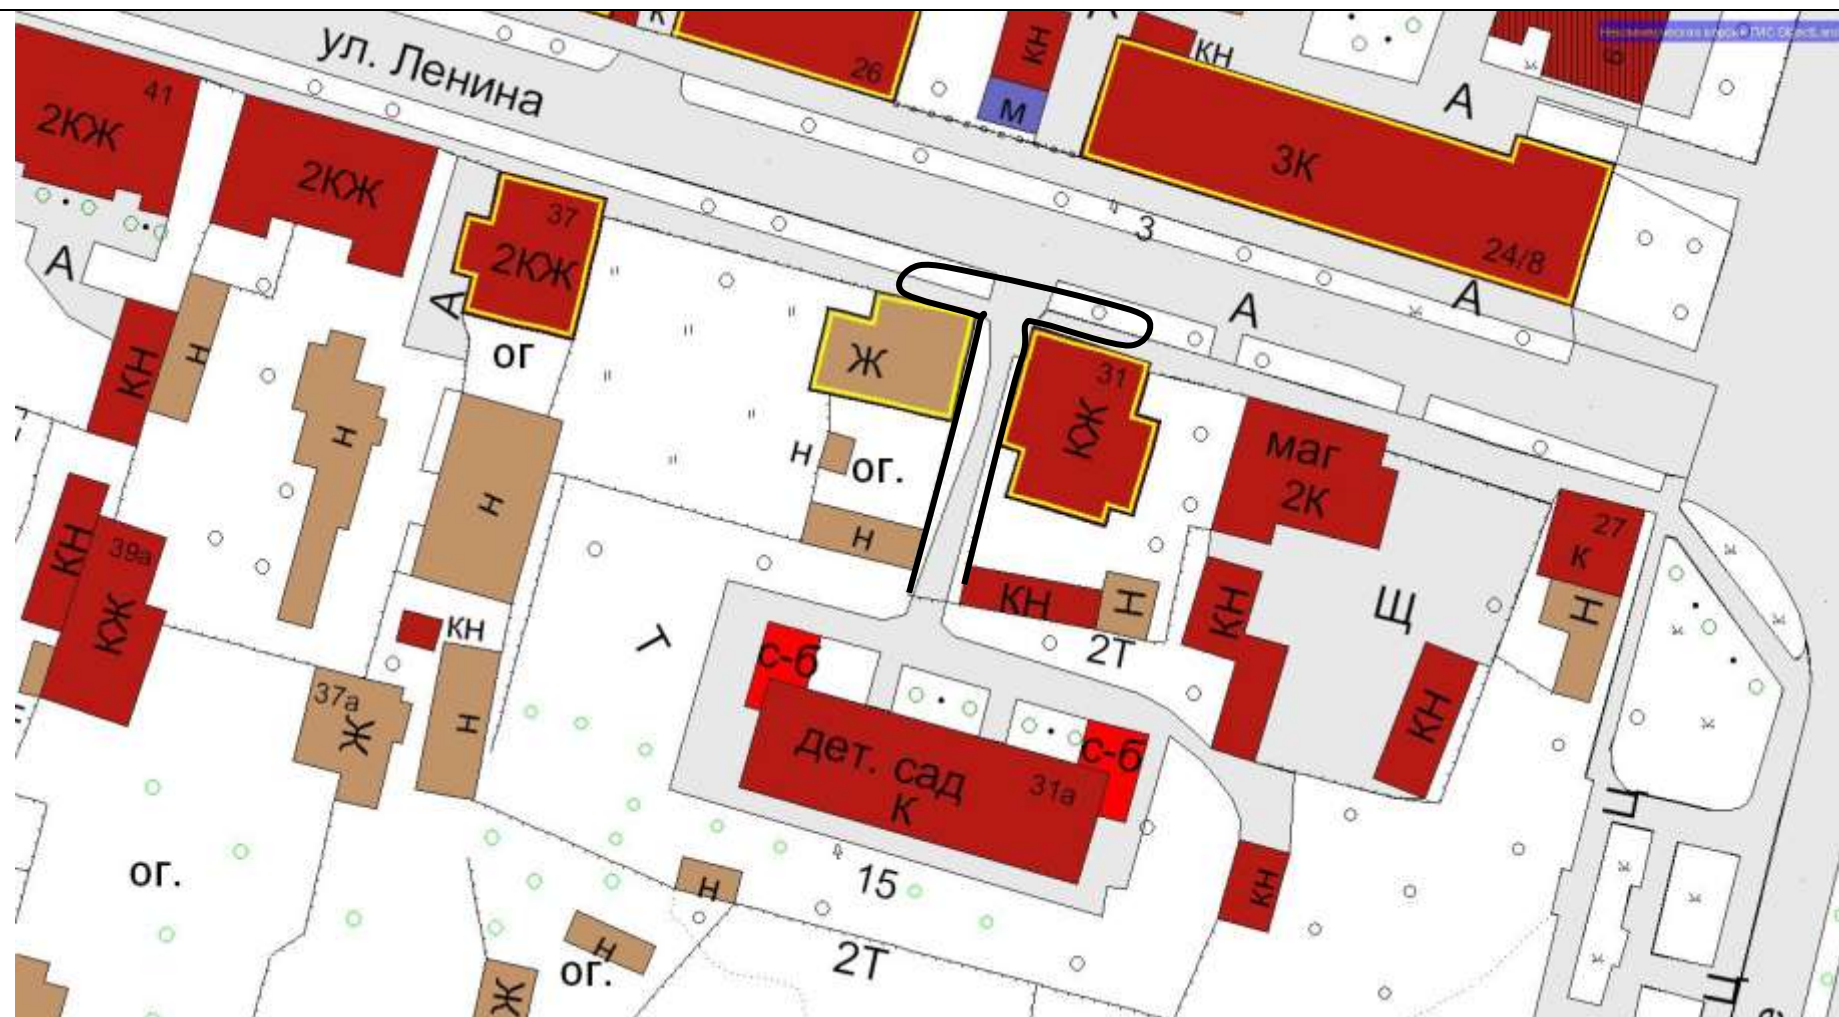 к
26
КН
м
КН
А
6
ул. Ленина
41
2КЖ
2КЖ
37
2КЖ
3К
24/8
3
А
А
А
А
ог
Ж
31
КЖ
н
ог.
н
КН
н
н
н
маг
2К
27
к
Н
КН
39а
КЖ
КН
Н
КН
Щ
2Т
Т
кн
37а
Ж
н
с-б
с-б
дет. сад
К
31а
КН
Ц
ог.
н
15
кн
н
ог.
2Т
Ж
Ц